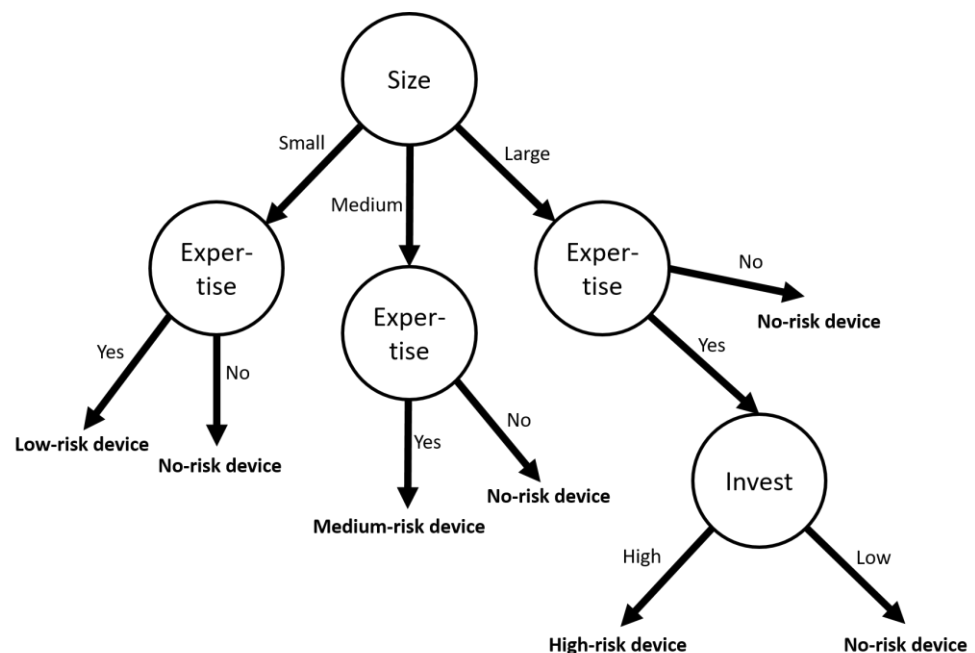 Size
Small
Medium
Large
Exper-
tise
Exper-
tise
Exper-
tise
No
No-risk device
Yes
No
Low-risk device
No-risk device
Yes
No
Medium-risk device
No-risk device
Yes
Invest
High
Low
High-risk device
No-risk device